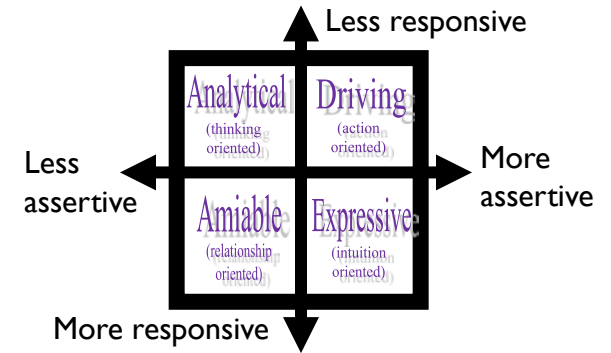 Less responsive
Analytical
(thinking
oriented)
Driving
(action
oriented)
Less
assertive
More
assertive
Amiable
(relationship
oriented)
Expressive
(intuition
oriented)
More responsive